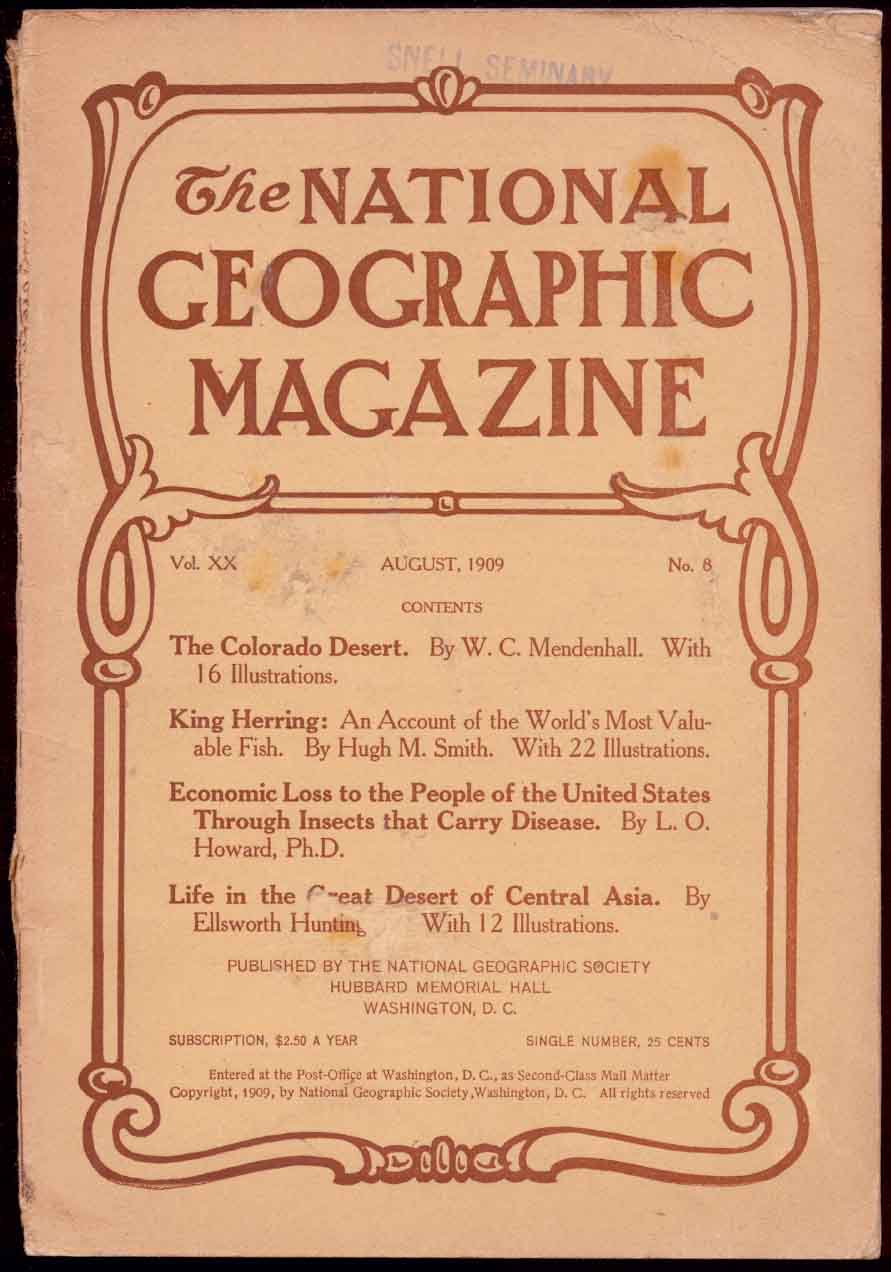 SNELL SEMINARY
The NATIONAL
GEOGRAPHIC
MAGAZINE
Vol. XX AUGUST, 1909 No. 8
CONTENTS
The Colorado Desert. By W. C. Mendenhall. With
16 Illustrations.
King Herring: An Account of the World's Most Valu-
able Fish. By Hugh M. Smith. With 22 Illustrations.
Economic Loss to the People of the United States
Through Insects that Carry Disease. By L. O.
Howard, Ph.D.
Life in the Great Desert of Central Asia. By
Ellsworth With 12 Illustrations.
PUBLISHED BY THE NATIONAL GEOGRAPHIC SOCIETY
HUBBARD MEMORIAL HALL
WASHINGTON, D. C.
SUBSCRIPTION, $2.50 A YEAR SINGLE NUMBER, 25 CENTS
Entered at the Post-Office at Washington, D. C., as Second-Class Mail Matter
Copyright, 1909, by National Geographic Society, Washington, D. C. All rights reserved